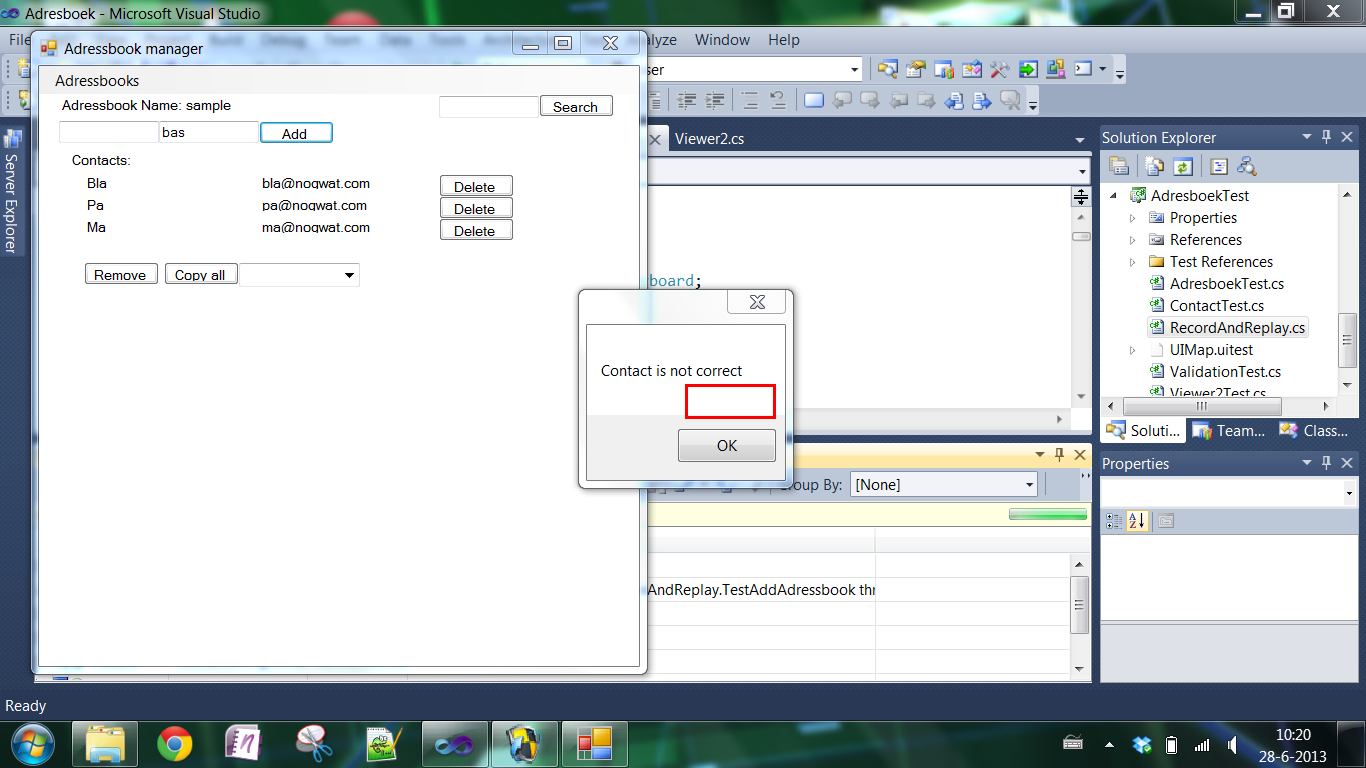 Adresboek - Microsoft Visual Studio
File
Analyze Window Help
Adressbook manager
Adressbooks
Adressbook Name: sample
Search
bas
Add
Contacts:
Bla bla@nogwat.com Delete
Pa pa@nogwat.com Delete
Ma ma@nogwat.com Delete
Remove Copy all
Server Explorer
ser
Viewer2.cs
board;
Contact is not correct
OK
Group By: [None]
AndReplay.TestAddAdressbook thr
Solution Explorer
AdresboekTest
Properties
References
Test References
AdresboekTest.cs
ContactTest.cs
RecordAndReplay.cs
UIMap.uitest
ValidationTest.cs
Viewer2Test.cs
Soluti... Team... Class...
Properties
Ready
10:20
28-6-2013